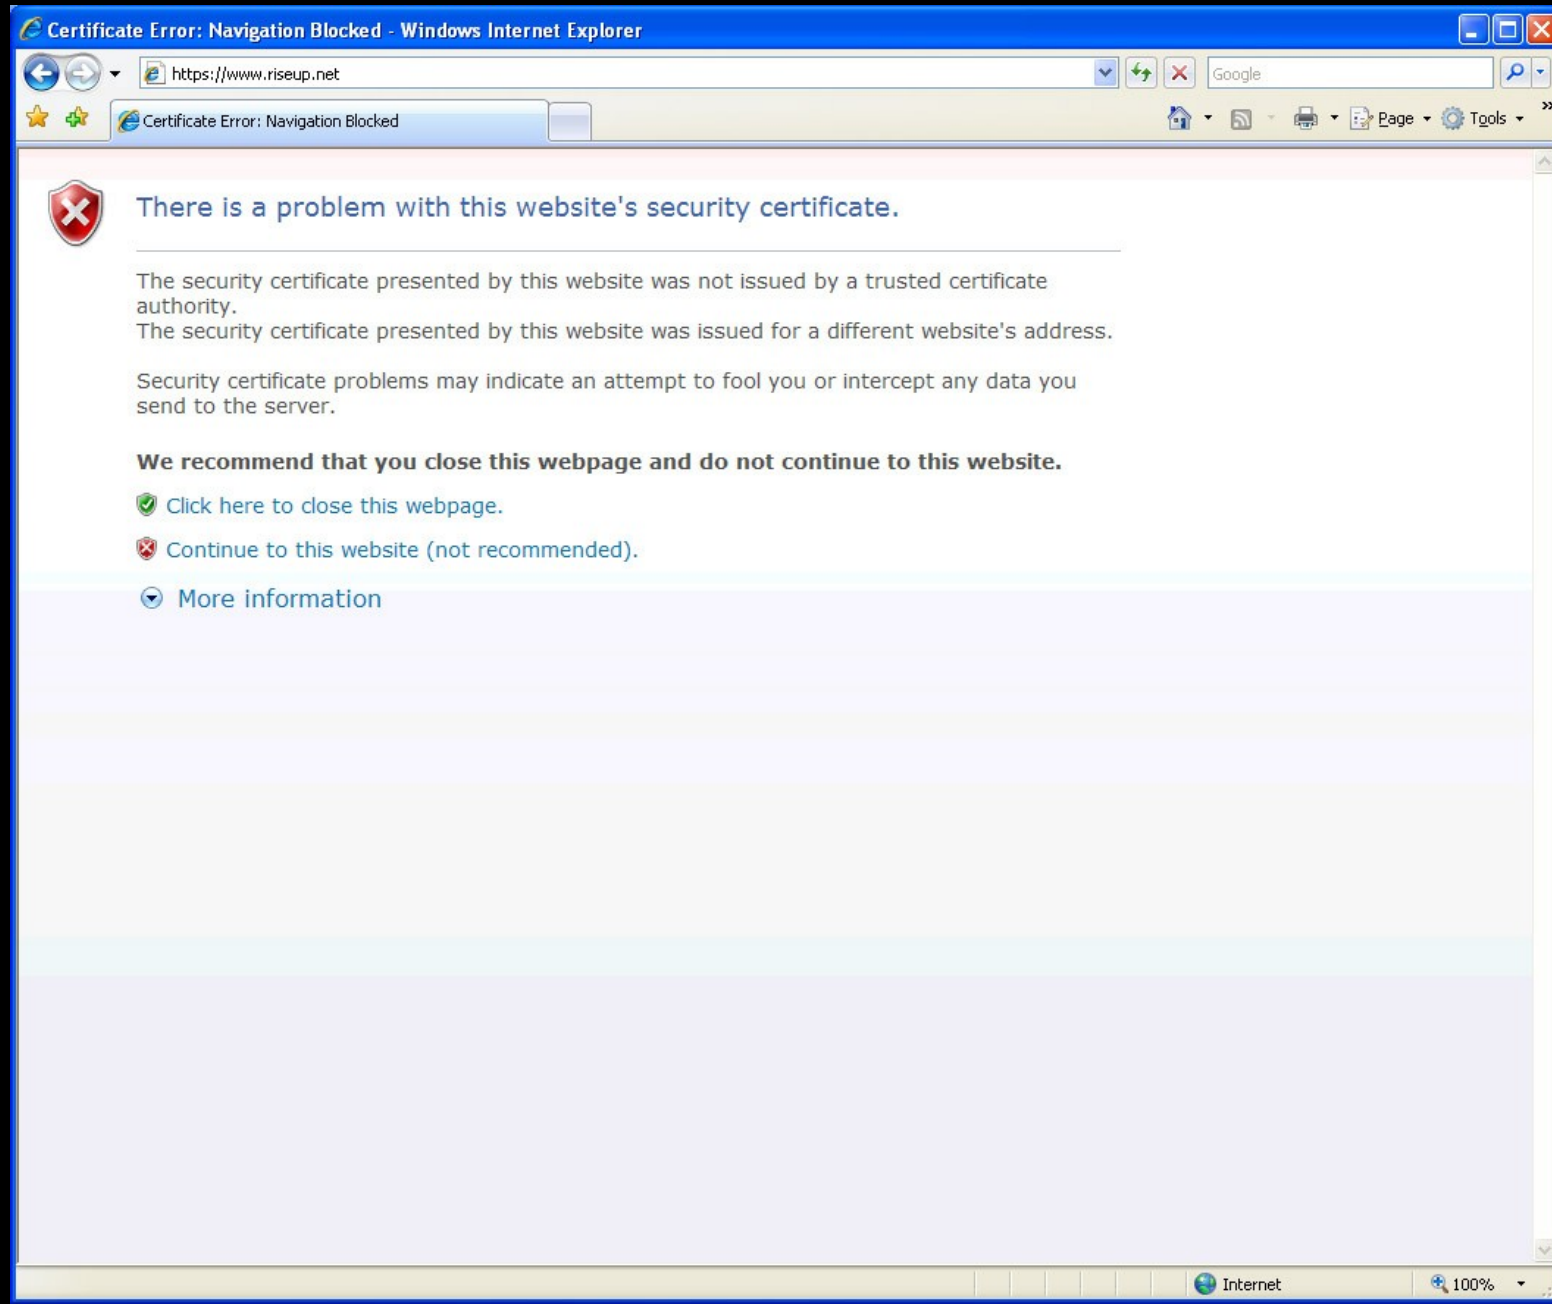 Certificate Error: Navigation Blocked - Windows Internet Explorer
https://www.riseup.net
Google
Certificate Error: Navigation Blocked
Page
Tools
»
There is a problem with this website's security certificate.
The security certificate presented by this website was not issued by a trusted certificate
authority.
The security certificate presented by this website was issued for a different website's address.
Security certificate problems may indicate an attempt to fool you or intercept any data you
send to the server.
We recommend that you close this webpage and do not continue to this website.
Click here to close this webpage.
Continue to this website (not recommended).
More information
Internet
100%